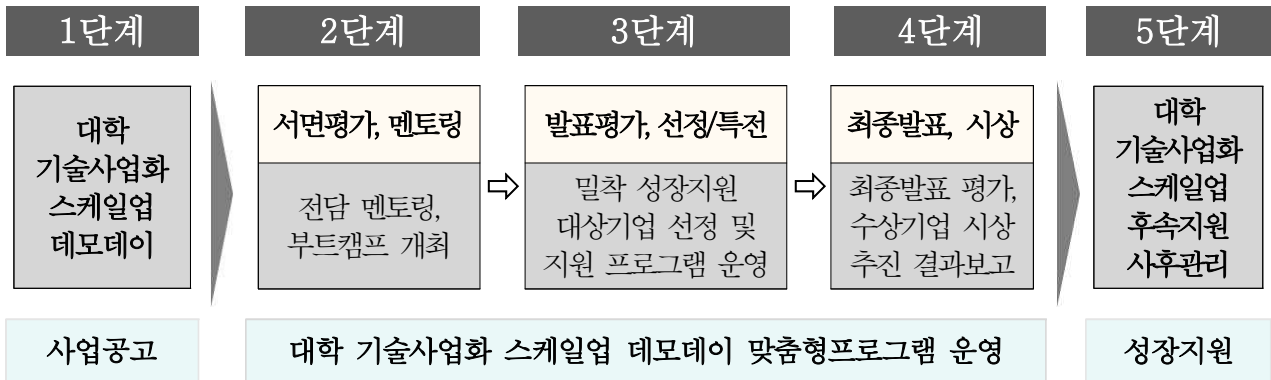 1단계
2단계
3단계
4단계
5단계
대학
기술사업화
스케일업
데모데이
서면평가, 멘토링
전담 멘토링,
부트캠프 개최
발표평가, 선정/특전
밀착 성장지원
대상기업 선정 및
지원 프로그램 운영
최종발표, 시상
최종발표 평가,
수상기업 시상
추진 결과보고
대학
기술사업화
스케일업
후속지원
사후관리
사업공고
대학 기술사업화 스케일업 데모데이 맞춤형프로그램 운영
성장지원